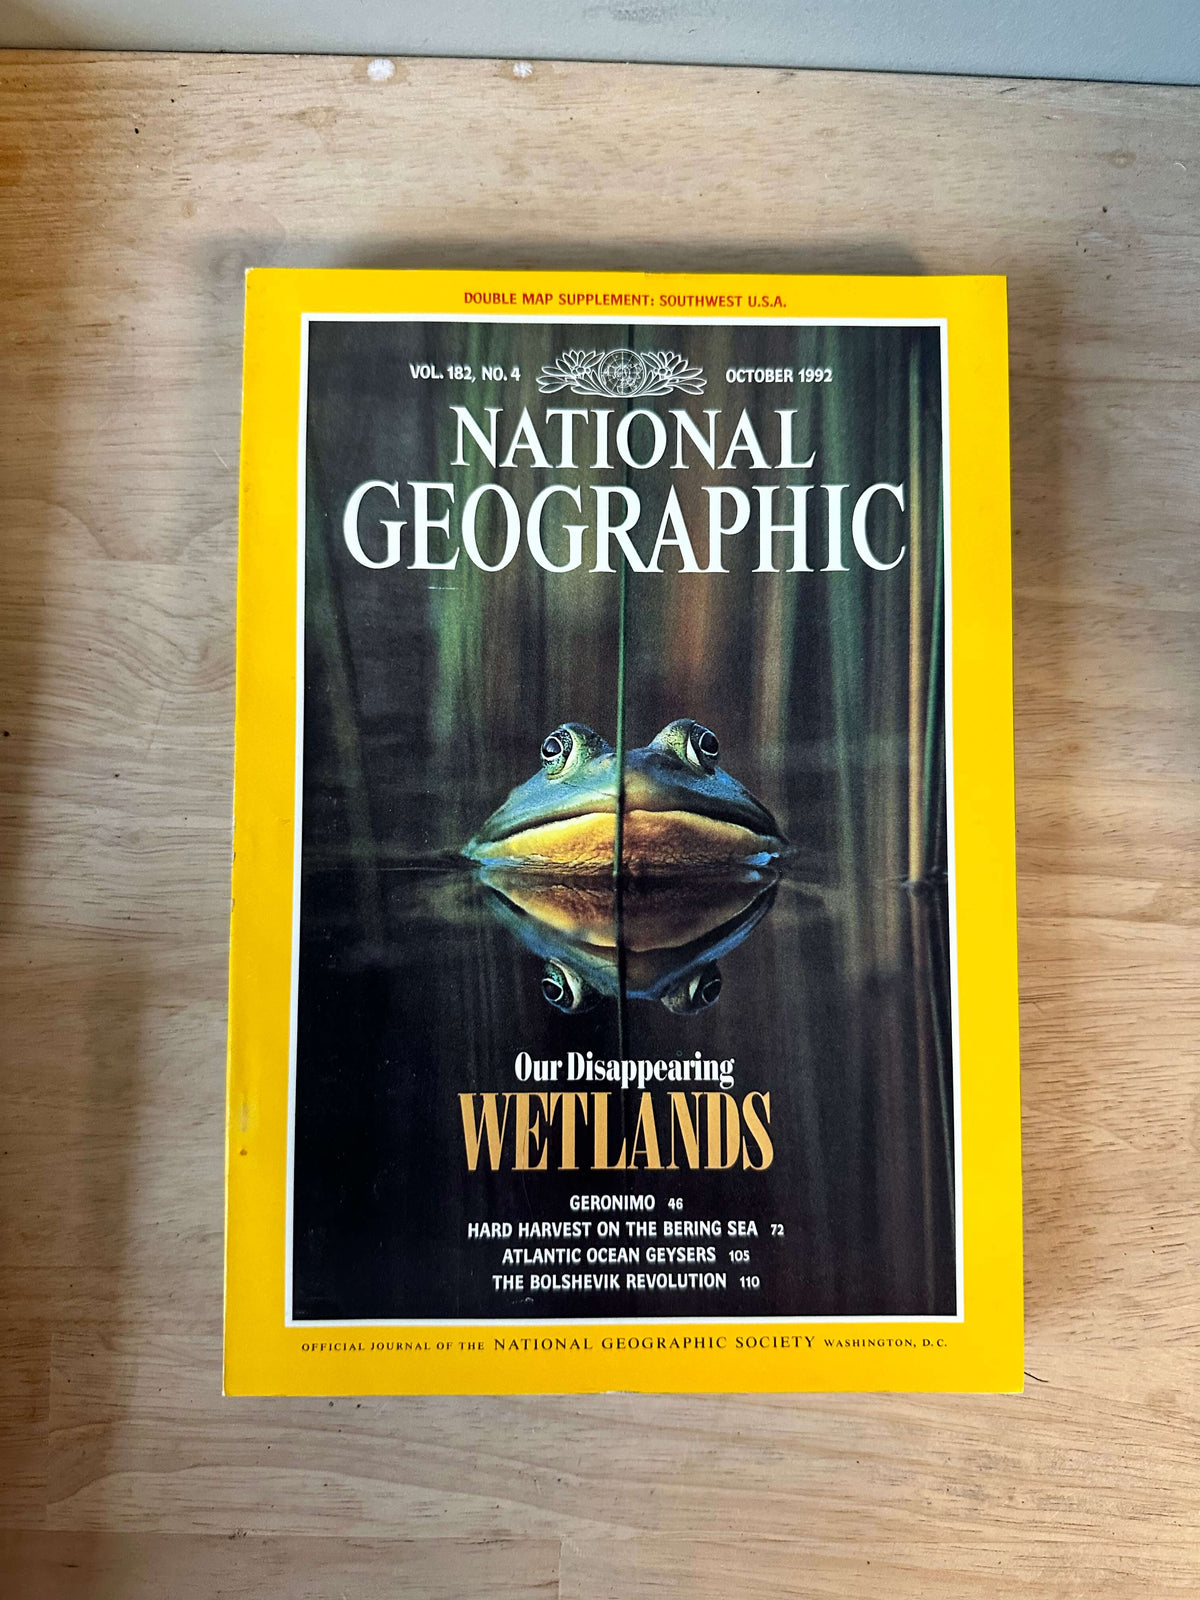 DOUBLE MAP SUPPLEMENT: SOUTHWEST U.S.A.
VOL. 182, NO. 4 OCTOBER 1992
NATIONAL
GEOGRAPHIC
Our Disappearing
WETLANDS
GERONIMO 46
HARD HARVEST ON THE BERING SEA 72
ATLANTIC OCEAN GEYSERS 105
THE BOLSHEVIK REVOLUTION 110
OFFICIAL JOURNAL OF THE NATIONAL GEOGRAPHIC SOCIETY WASHINGTON, D.C.